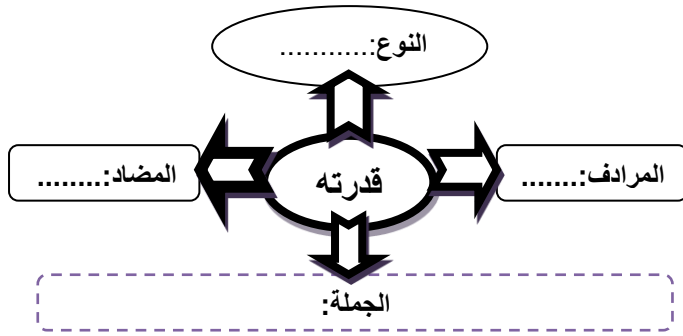 النوع:...........
المرادف:.......
قدرته
المضاد:........
الجملة: